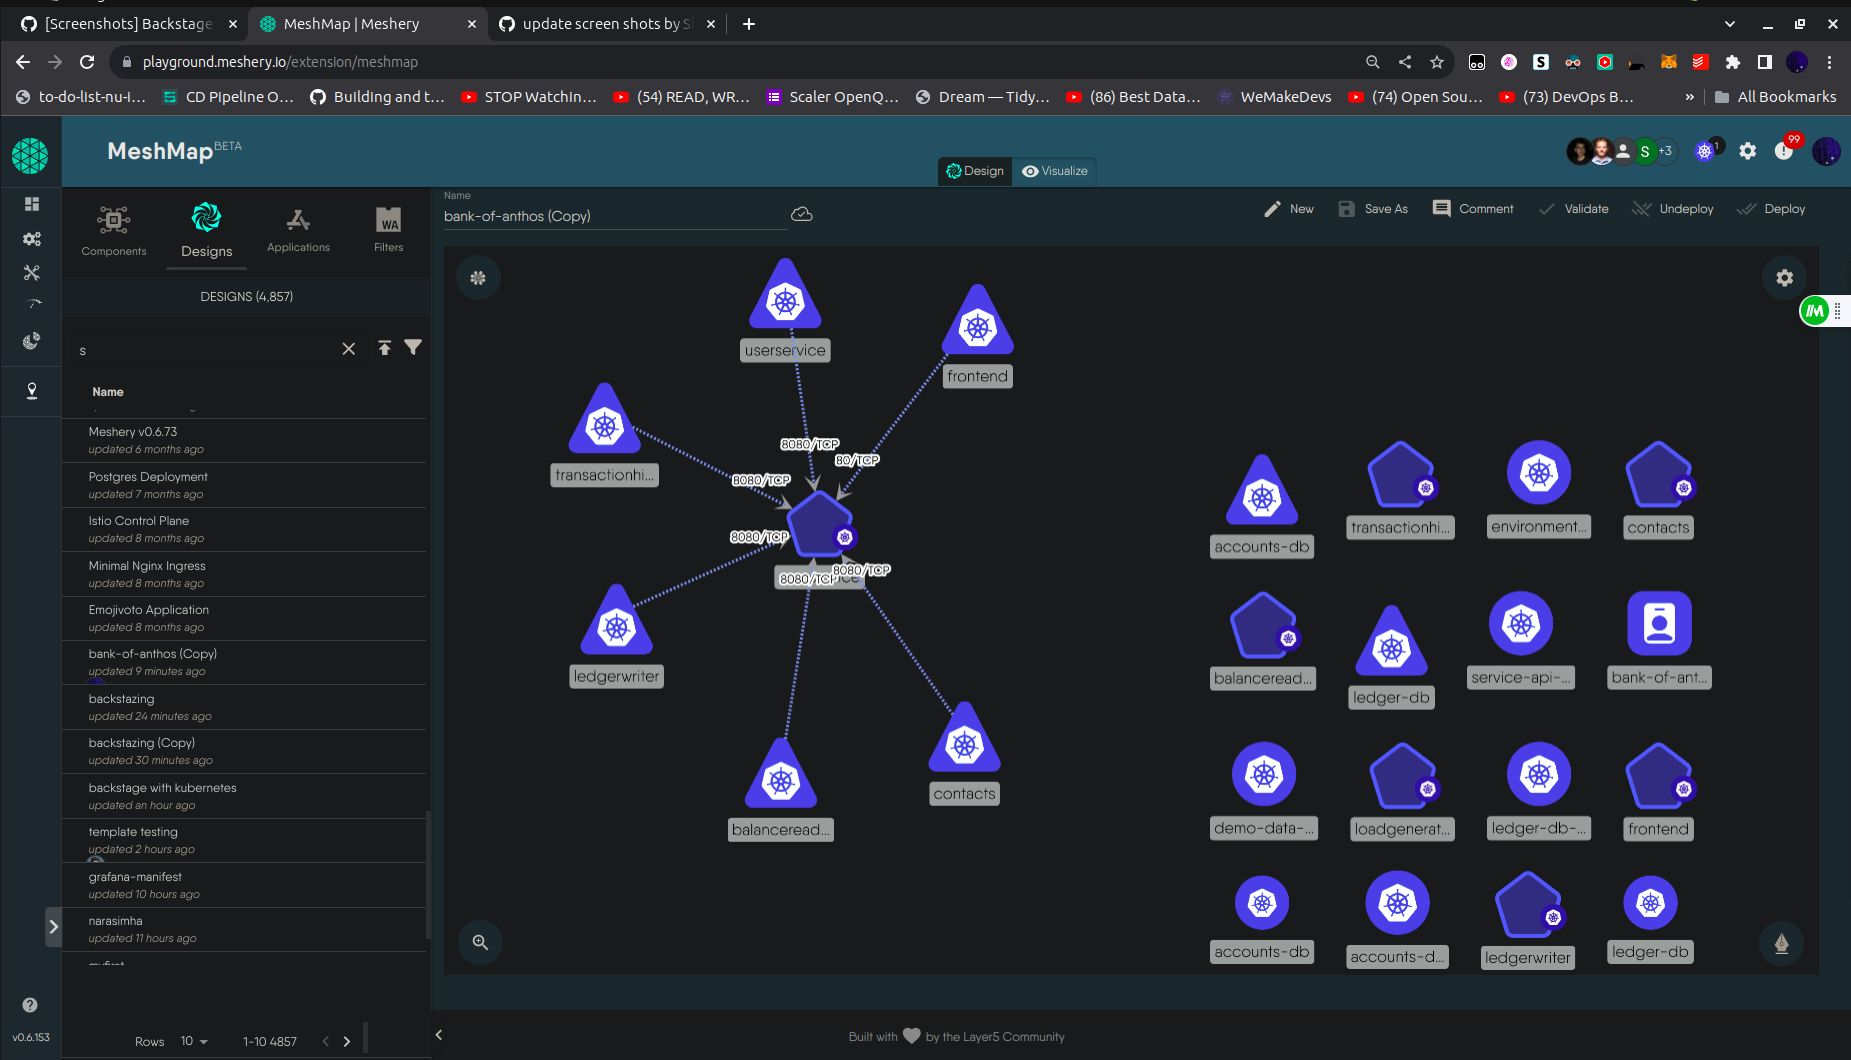 [Screenshots] Backstage
MeshMap | Meshery
update screen shots by S
playground.meshery.io/extension/meshmap
to-do-list-nu-i...
CD Pipeline O...
Building and t...
STOP Watchin...
(54) READ, WR...
Scaler OpenQ...
Dream — Tidy...
(86) Best Data...
WeMakeDevs
(74) Open Sou...
(73) DevOps B...
»
All Bookmarks
MeshMap BETA
S
+3
1
99
Design
Visualize
Components
Designs
Applications
WA
Filters
Name
bank-of-anthos (Copy)
New
Save As
Comment
Validate
Undeploy
Deploy
DESIGNS (4,857)
s
Name
Meshery v0.6.73
updated 6 months ago
Postgres Deployment
updated 7 months ago
Istio Control Plane
updated 8 months ago
Minimal Nginx Ingress
updated 8 months ago
Emojivoto Application
updated 8 months ago
bank-of-anthos (Copy)
updated 9 minutes ago
backstazing
updated 24 minutes ago
backstazing (Copy)
updated 30 minutes ago
backstage with kubernetes
updated an hour ago
template testing
updated 2 hours ago
grafana-manifest
updated 10 hours ago
narasimha
updated 11 hours ago
Rows
10
1-10 4857
v0.6.153
userservice
frontend
transactionhi...
8080/TCP
80/TCP
8080/TCP
8080/TCP
8080/TCP
8080/TCP
ledgerwriter
contacts
balanceread...
accounts-db
transactionhi...
environment...
contacts
balanceread...
ledger-db
service-api-...
bank-of-ant...
demo-data-...
loadgenerat...
ledger-db-...
frontend
accounts-db
accounts-d...
ledgerwriter
ledger-db
Built with
by the Layer5 Community